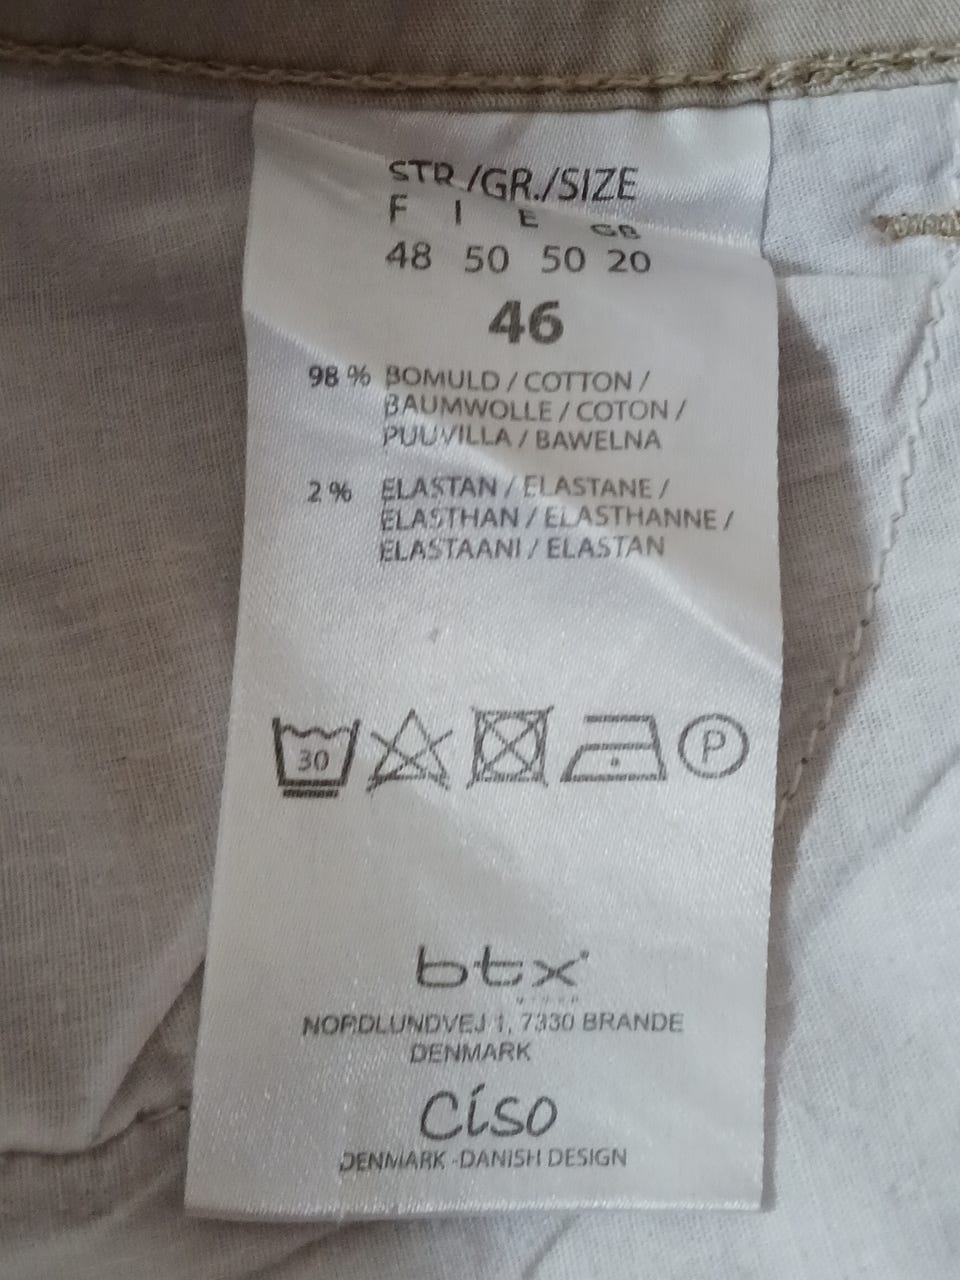 STR./GR./SIZE
F I E GB
48 50 50 20
46
98 % BOMULD / COTTON /
BAUMWOLLE / COTON /
PUUVILLA / BAWELNA
2 % ELASTAN / ELASTANE /
ELASTHAN / ELASTHANNE /
ELASTAANI / ELASTAN
30
P
btx
NORDLUNDVEJ 1, 7330 BRANDE
DENMARK
Ciso
DENMARK -DANISH DESIGN